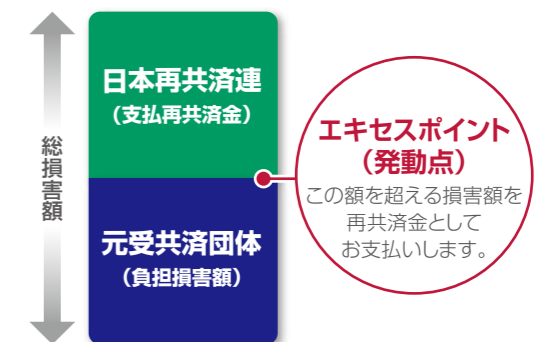 総損害額
日本再共済連
（支払再共済金）
元受共済団体
（負担損害額）
エキセスポイント
（発動点）
この額を超える損害額を
再共済金として
お支払いします。